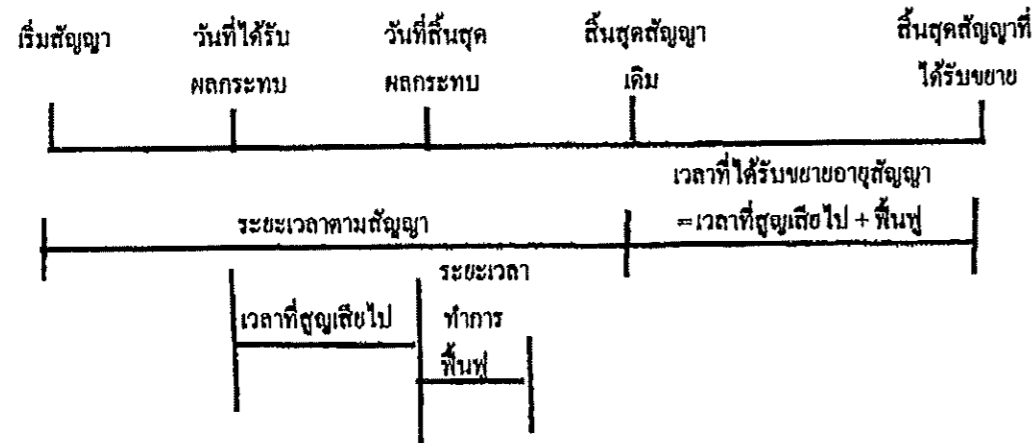 เริ่มสัญญา
วันที่ได้รับ
ผลกระทบ
วันที่สิ้นสุด
ผลกระทบ
สิ้นสุดสัญญา
เดิม
สิ้นสุดสัญญาที่
ได้รับขยาย
เวลาที่ได้รับขยายอายุสัญญา
=เวลาที่สูญเสียไป + ฟื้นฟู
ระยะเวลาตามสัญญา
ระยะเวลา
ทำการ
ฟื้นฟู
เวลาที่สูญเสียไป